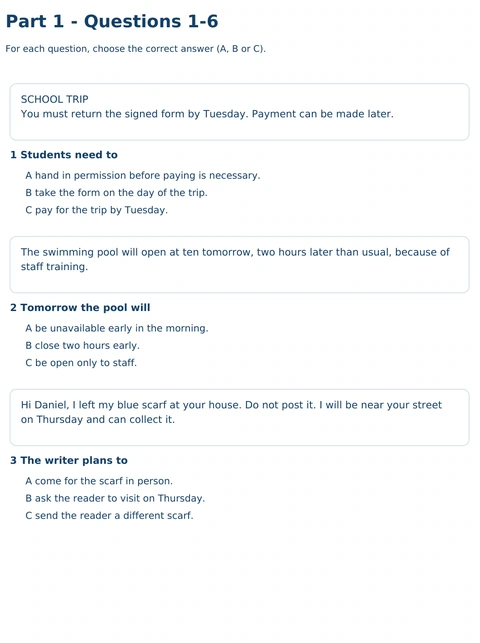 Part 1 - Questions 1-6
For each question, choose the correct answer (A, B or C).
SCHOOL TRIP
You must return the signed form by Tuesday. Payment can be made later.
1 Students need to
A hand in permission before paying is necessary.
B take the form on the day of the trip.
C pay for the trip by Tuesday.
The swimming pool will open at ten tomorrow, two hours later than usual, because of
staff training.
2 Tomorrow the pool will
A be unavailable early in the morning.
B close two hours early.
C be open only to staff.
Hi Daniel, I left my blue scarf at your house. Do not post it. I will be near your street
on Thursday and can collect it.
3 The writer plans to
A come for the scarf in person.
B ask the reader to visit on Thursday.
C send the reader a different scarf.